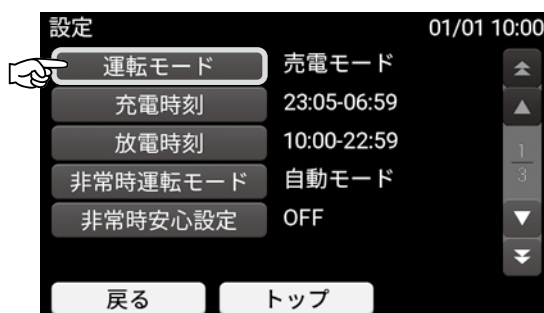 設定 01/01 10:00
運転モード 売電モード
充電時刻 23:05-06:59
放電時刻 10:00-22:59
1
3
非常時運転モード 自動モード
非常時安心設定 OFF
戻る トップ